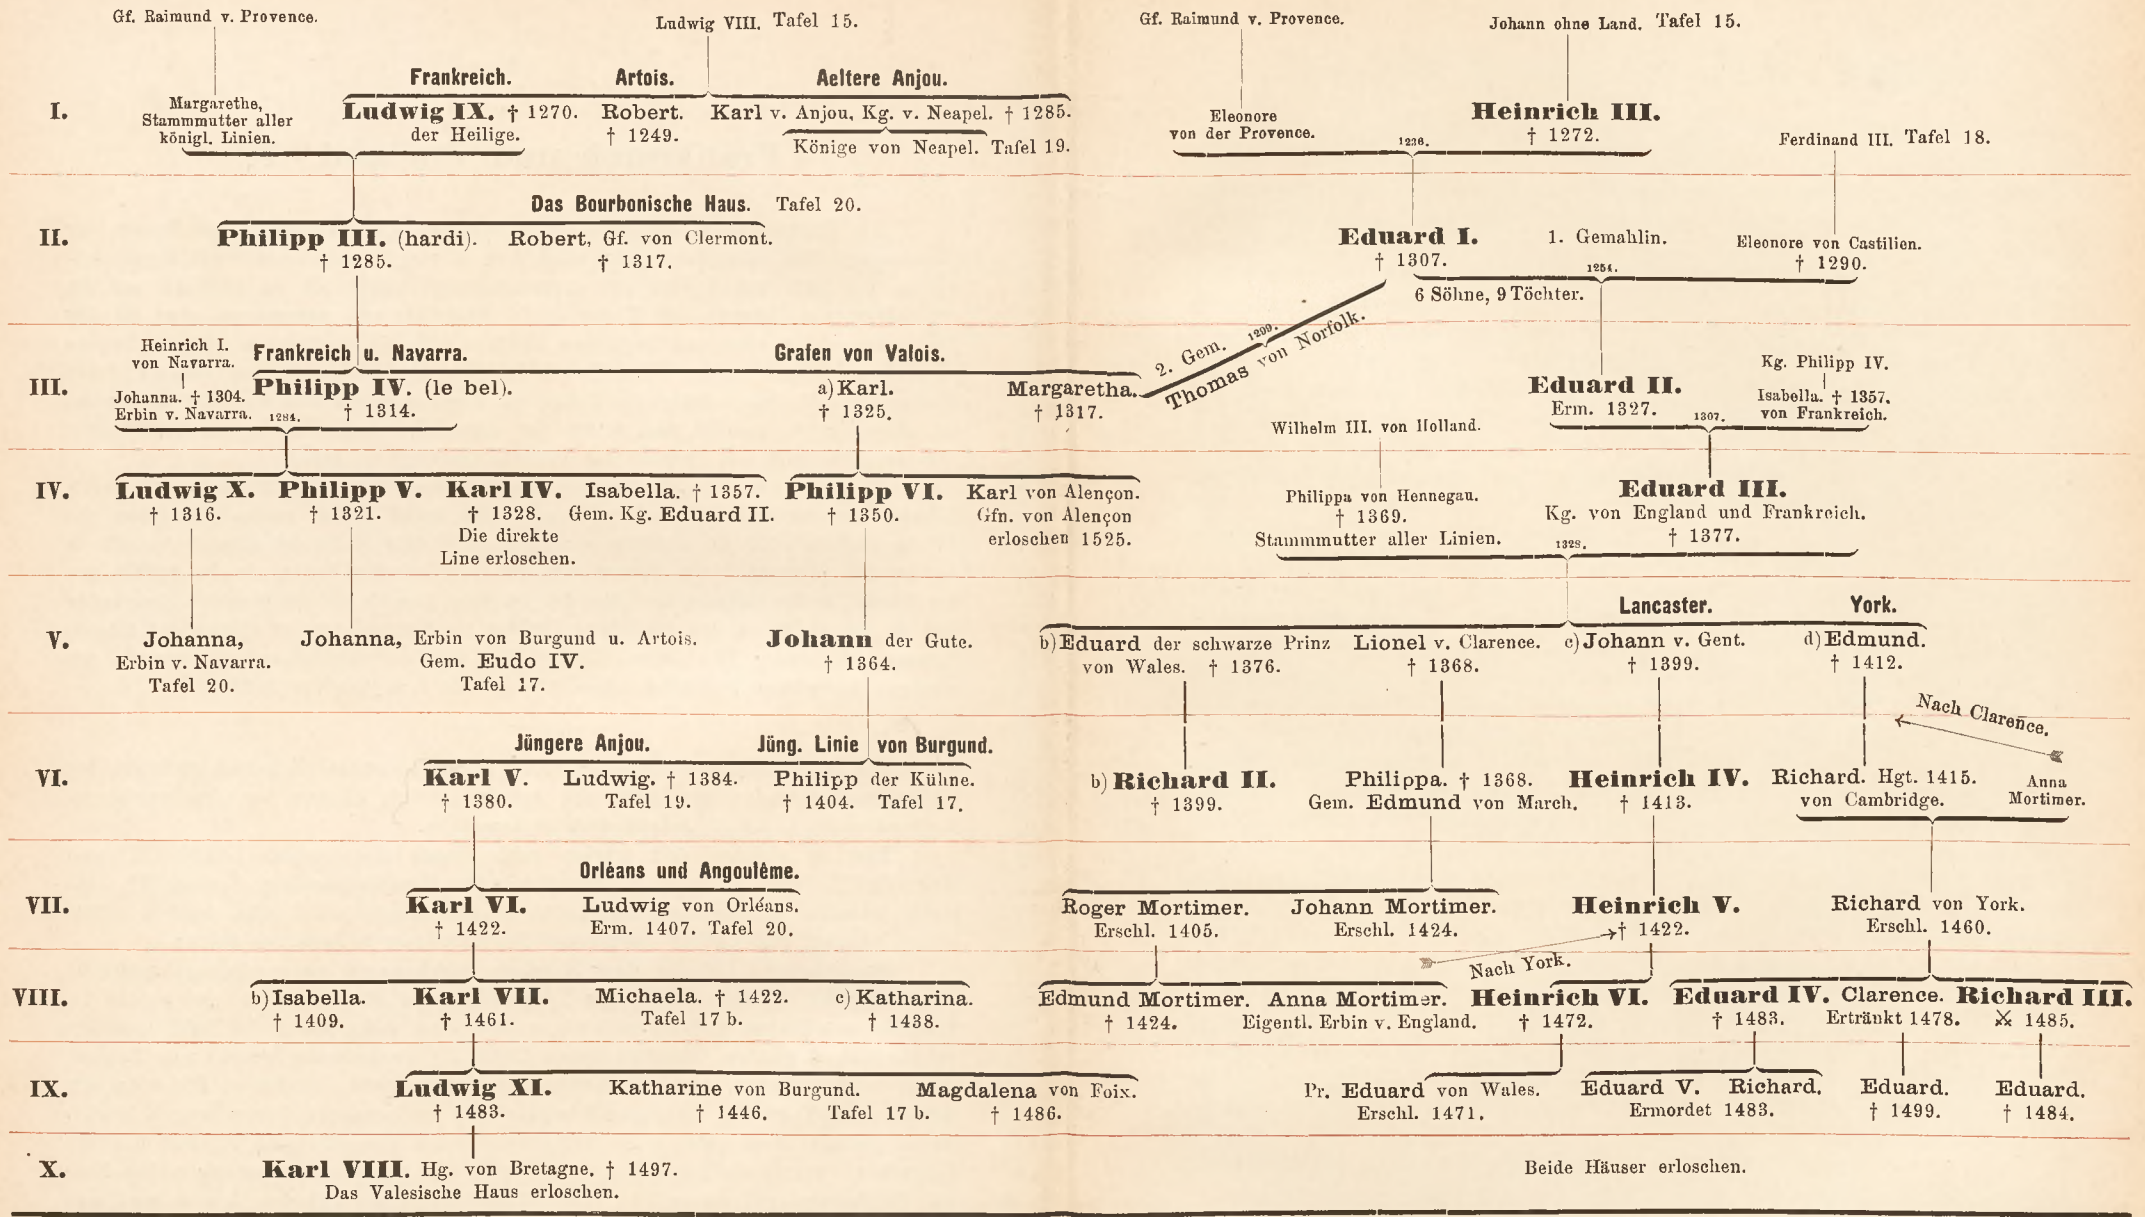 Gf. Raimund v. Provence.
Ludwig VIII. Tafel 15.
Gf. Raimund v. Provence.
Johann ohne Land. Tafel 15.
Frankreich. Artois. Aeltere Anjou.
I.
Margarethe,
Stammmutter aller
königl. Linien.
Ludwig IX. † 1270.
der Heilige.
Robert.
† 1249.
Karl v. Anjou, Kg. v. Neapel. † 1285.
Könige von Neapel. Tafel 19.
Eleonore
von der Provence.
1236.
Heinrich III.
† 1272.
Ferdinand III. Tafel 18.
Das Bourbonische Haus. Tafel 20.
II.
Philipp III. (hardi).
† 1285.
Robert, Gf. von Clermont.
† 1317.
Eduard I.
† 1307.
1. Gemahlin.
1254.
Eleonore von Castilien.
† 1290.
6 Söhne, 9 Töchter.
2. Gem. 1299.
Thomas von Norfolk.
III.
Heinrich I.
von Navarra.
Johanna. † 1304.
Erbin v. Navarra.
1284.
Frankreich u. Navarra.
Philipp IV. (le bel).
† 1314.
Grafen von Valois.
a) Karl.
† 1325.
Margaretha.
† 1317.
Eduard II.
Erm. 1327.
1307.
Kg. Philipp IV.
Isabella. † 1357.
von Frankreich.
Wilhelm III. von Holland.
IV.
Ludwig X.
† 1316.
Philipp V.
† 1321.
Karl IV.
† 1328.
Die direkte
Line erloschen.
Isabella. † 1357.
Gem. Kg. Eduard II.
Philipp VI.
† 1350.
Karl von Alençon.
Gfn. von Alençon
erloschen 1525.
Philippa von Hennegau.
† 1369.
Stammmutter aller Linien.
1328.
Eduard III.
Kg. von England und Frankreich.
† 1377.
Lancaster. York.
V.
Johanna,
Erbin v. Navarra.
Tafel 20.
Johanna, Erbin von Burgund u. Artois.
Gem. Eudo IV.
Tafel 17.
Johann der Gute.
† 1364.
b) Eduard der schwarze Prinz
von Wales. † 1376.
Lionel v. Clarence.
† 1368.
c) Johann v. Gent.
† 1399.
d) Edmund.
† 1412.
Nach Clarence.
Jüngere Anjou. Jüng. Linie von Burgund.
VI.
Karl V.
† 1380.
Ludwig. † 1384.
Tafel 19.
Philipp der Kühne.
† 1404. Tafel 17.
b) Richard II.
† 1399.
Philippa. † 1368.
Gem. Edmund von March.
Heinrich IV.
† 1413.
Richard. Hgt. 1415.
von Cambridge.
Anna
Mortimer.
Orléans und Angoulême.
VII.
Karl VI.
† 1422.
Ludwig von Orléans.
Erm. 1407. Tafel 20.
Roger Mortimer.
Erschl. 1405.
Johann Mortimer.
Erschl. 1424.
Heinrich V.
† 1422.
Richard von York.
Erschl. 1460.
Nach York.
VIII.
b) Isabella.
† 1409.
Karl VII.
† 1461.
Michaela. † 1422.
Tafel 17 b.
c) Katharina.
† 1438.
Edmund Mortimer.
† 1424.
Anna Mortimer.
Eigentl. Erbin v. England.
Heinrich VI.
† 1472.
Eduard IV.
† 1483.
Clarence.
Ertränkt 1478.
Richard III.
⚔ 1485.
IX.
Ludwig XI.
† 1483.
Katharine von Burgund.
† 1446. Tafel 17 b.
Magdalena von Foix.
† 1486.
Pr. Eduard von Wales.
Erschl. 1471.
Eduard V. Richard.
Ermordet 1483.
Eduard.
† 1499.
Eduard.
† 1484.
X.
Karl VIII. Hg. von Bretagne, † 1497.
Das Valesische Haus erloschen.
Beide Häuser erloschen.